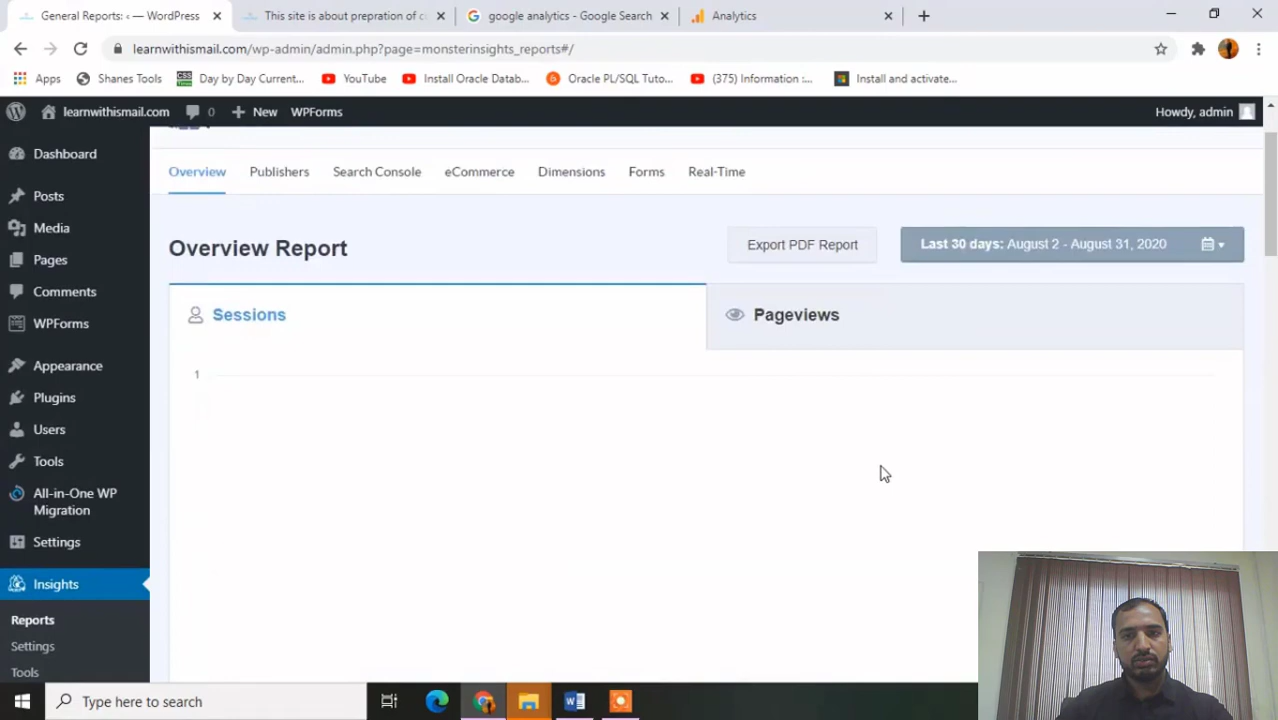 General Reports: ‹ — WordPress
This site is about prepration of c
google analytics - Google Search
Analytics
learnwithismail.com/wp-admin/admin.php?page=monsterinsights_reports#/
Apps
Shanes Tools
CSS
Day by Day Current...
YouTube
Install Oracle Datab...
Oracle PL/SQL Tuto...
(375) Information :...
Install and activate...
learnwithismail.com
0
New
WPForms
Howdy, admin
Dashboard
Posts
Media
Pages
Comments
WPForms
Appearance
Plugins
Users
Tools
All-in-One WP
Migration
Settings
Insights
Reports
Settings
Tools
Overview
Publishers
Search Console
eCommerce
Dimensions
Forms
Real-Time
Overview Report
Export PDF Report
Last 30 days: August 2 - August 31, 2020
Sessions
Pageviews
1
Type here to search